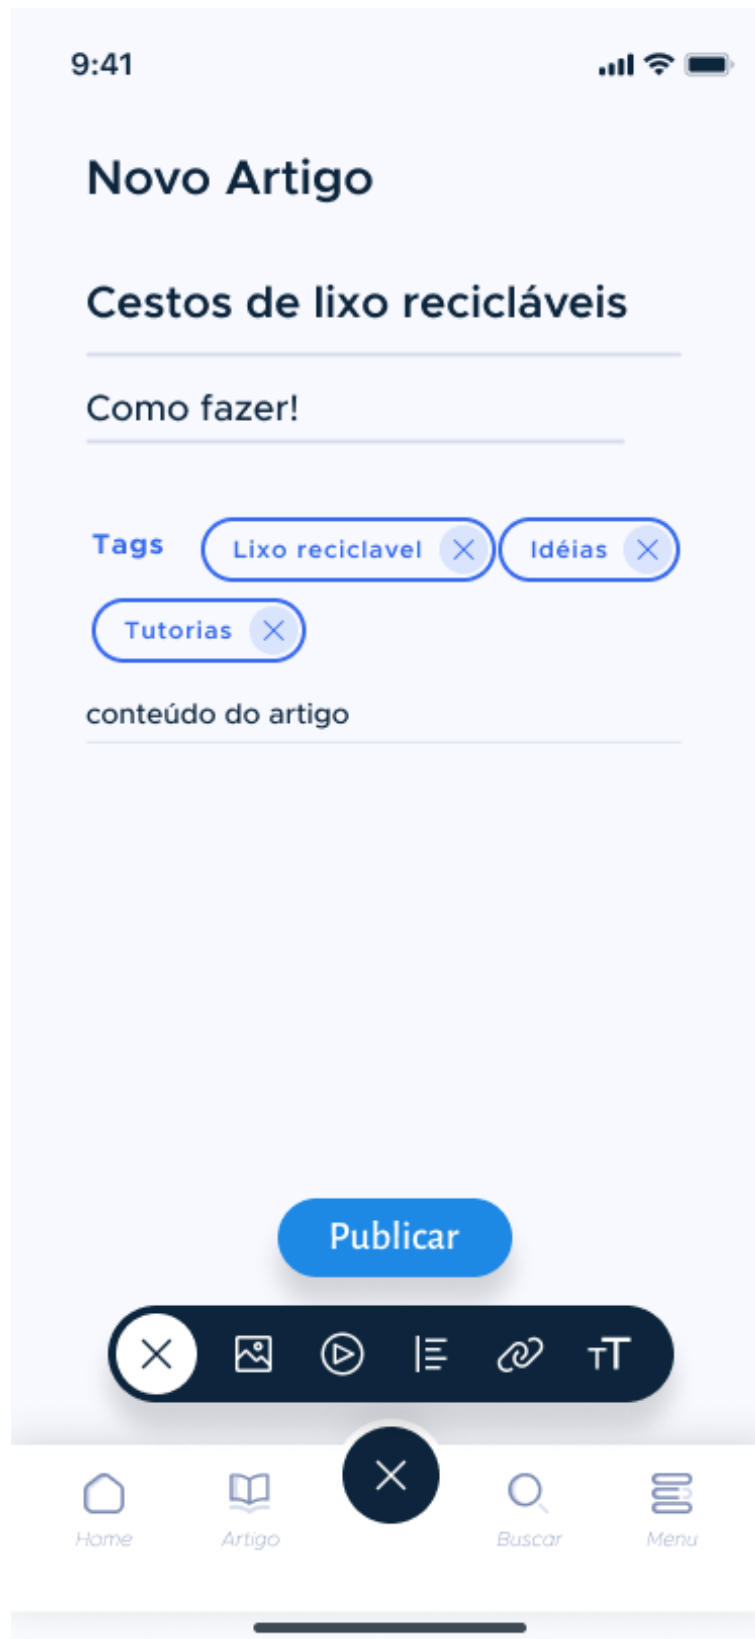 9:41
Novo Artigo
Cestos de lixo recicláveis
Como fazer!
Tags Lixo reciclavel Idéias
Tutorias
conteúdo do artigo
Publicar
TT
Home Artigo Buscar Menu